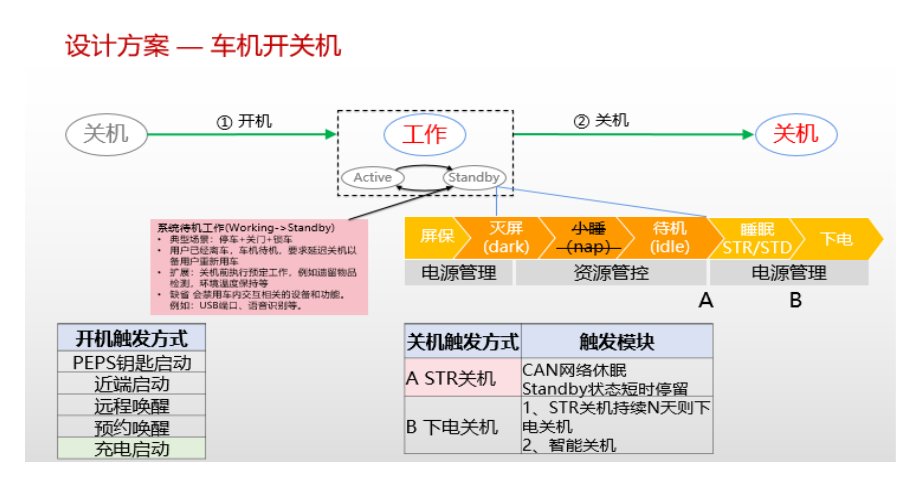 设计方案 — 车机开关机
关机
① 开机
工作
② 关机
关机
Active
Standby
系统待机工作(Working->Standby)
• 典型场景：停车+关门+锁车
• 用户已经离车，车机待机，要求延迟关机以
备用户重新用车
• 扩展：关机前执行预定工作，例如遗留物品
检测，环境温度保持等
• 缺省 会禁用车内交互相关的设备和功能。
例如：USB端口、语音识别等。
屏保
灭屏
(dark)
小睡
(nap)
待机
(idle)
睡眠
STR/STD
下电
电源管理
资源管控
电源管理
A
B
开机触发方式
PEPS钥匙启动
近端启动
远程唤醒
预约唤醒
充电启动
关机触发方式
触发模块
A STR关机
CAN网络休眠
Standby状态短时停留
B 下电关机
1、STR关机持续N天则下
电关机
2、智能关机